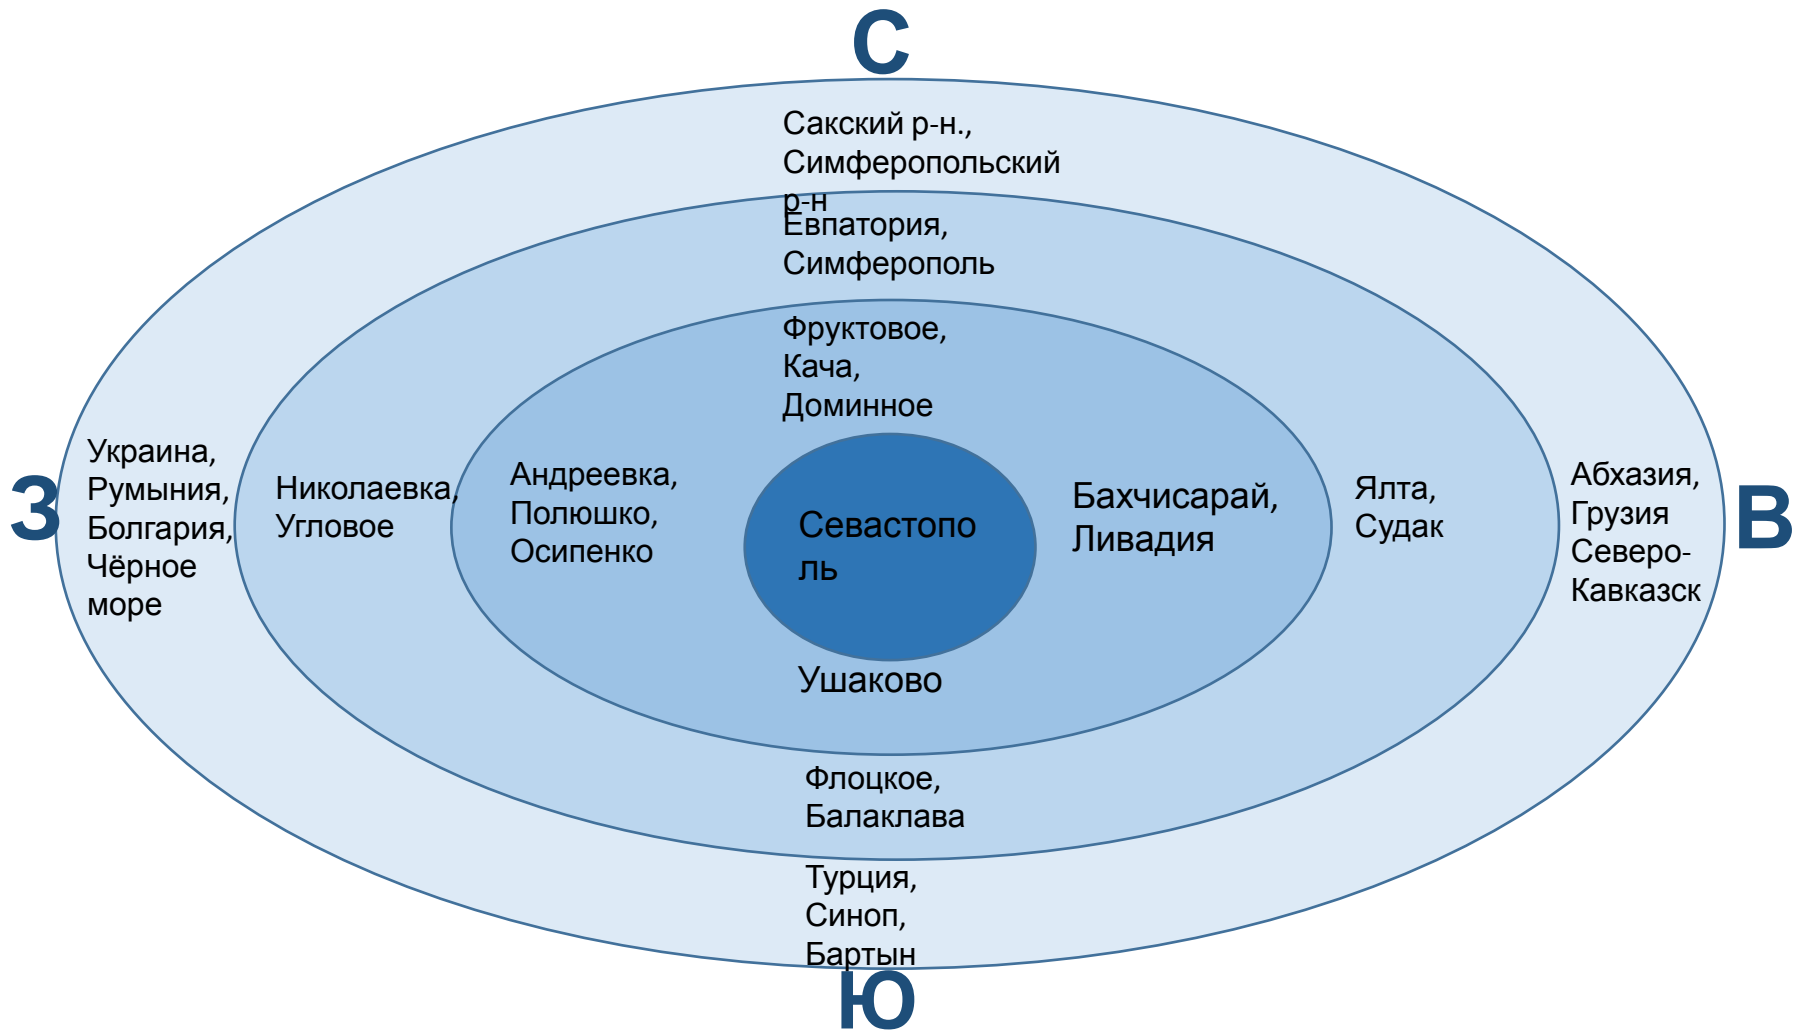 С
Сакский р-н.,
Симферопольский
р-н
Евпатория,
Симферополь
Фруктовое,
Кача,
Доминное
З
Украина,
Румыния,
Болгария,
Чёрное
море
Николаевка,
Угловое
Андреевка,
Полюшко,
Осипенко
Севастопо
ль
Бахчисарай,
Ливадия
Ялта,
Судак
Абхазия,
Грузия
Северо-
Кавказск
В
Ушаково
Флоцкое,
Балаклава
Турция,
Синоп,
Бартын
Ю